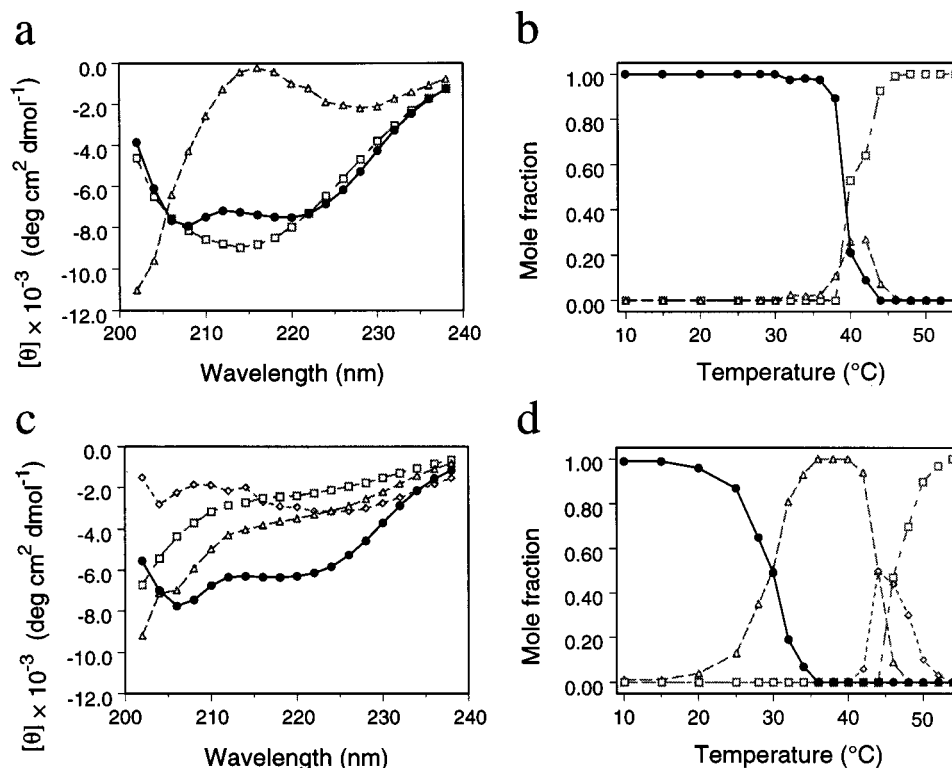 a
[θ] × 10⁻³ (deg cm² dmol⁻¹)
0.0
-2.0
-4.0
-6.0
-8.0
-10.0
-12.0
200 210 220 230 240
Wavelength (nm)
b
Mole fraction
1.00
0.80
0.60
0.40
0.20
0.00
10 20 30 40 50
Temperature (°C)
c
[θ] × 10⁻³ (deg cm² dmol⁻¹)
0.0
-2.0
-4.0
-6.0
-8.0
-10.0
-12.0
200 210 220 230 240
Wavelength (nm)
d
Mole fraction
1.00
0.80
0.60
0.40
0.20
0.00
10 20 30 40 50
Temperature (°C)